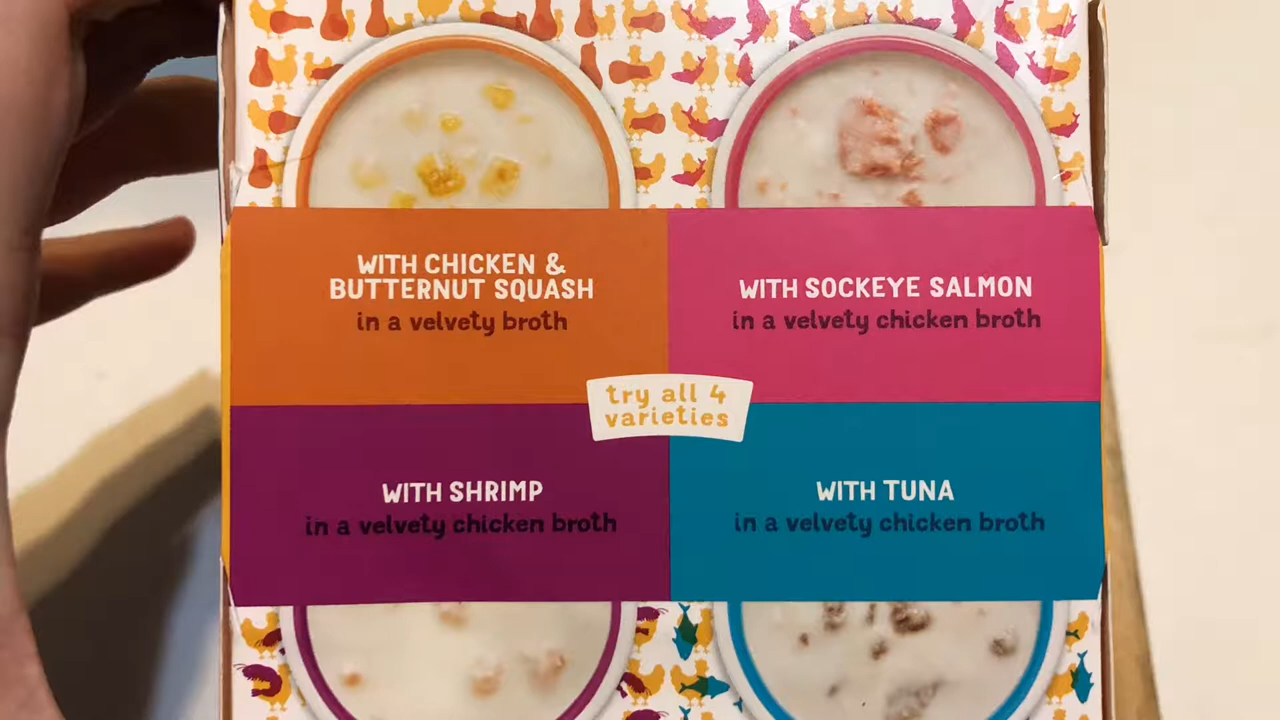 WITH CHICKEN &
BUTTERNUT SQUASH
in a velvety broth
WITH SOCKEYE SALMON
in a velvety chicken broth
try all 4
varieties
WITH SHRIMP
in a velvety chicken broth
WITH TUNA
in a velvety chicken broth